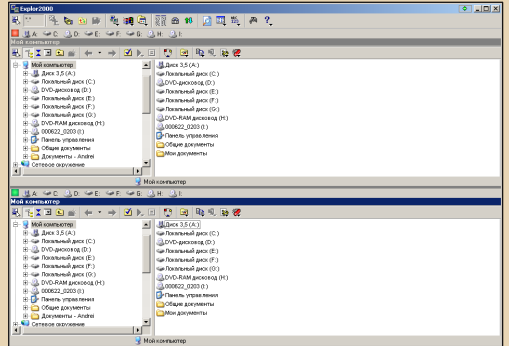 Explor2000
A: C: D: E: F: G: H: I:
Мой компьютер
Мой компьютер
Диск 3,5 (A:)
Локальный диск (C:)
DVD-дисковод (D:)
Локальный диск (E:)
Локальный диск (F:)
Локальный диск (G:)
DVD-RAM дисковод (H:)
000622_0203 (I:)
Панель управления
Общие документы
Документы - Andrei
Сетевое окружение
Диск 3,5 (A:)
Локальный диск (C:)
DVD-дисковод (D:)
Локальный диск (E:)
Локальный диск (F:)
Локальный диск (G:)
DVD-RAM дисковод (H:)
000622_0203 (I:)
Панель управления
Общие документы
Мои документы
Мой компьютер
A: C: D: E: F: G: H: I:
Мой компьютер
Мой компьютер
Диск 3,5 (A:)
Локальный диск (C:)
DVD-дисковод (D:)
Локальный диск (E:)
Локальный диск (F:)
Локальный диск (G:)
DVD-RAM дисковод (H:)
000622_0203 (I:)
Панель управления
Общие документы
Документы - Andrei
Сетевое окружение
Диск 3,5 (A:)
Локальный диск (C:)
DVD-дисковод (D:)
Локальный диск (E:)
Локальный диск (F:)
Локальный диск (G:)
DVD-RAM дисковод (H:)
000622_0203 (I:)
Панель управления
Общие документы
Мои документы
Мой компьютер